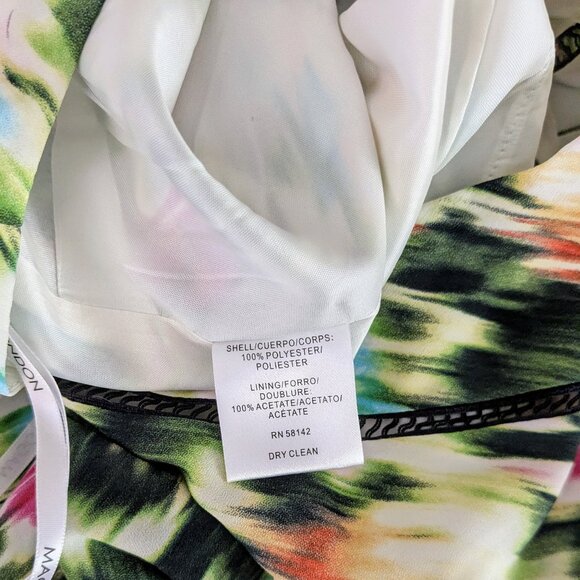 SHELL/CUERPO/CORPS:
100% POLYESTER/
POLIESTER
LINING/FORRO/
DOUBLURE:
100% ACETATE/ACETATO/
ACÉTATE
RN 58142
DRY CLEAN